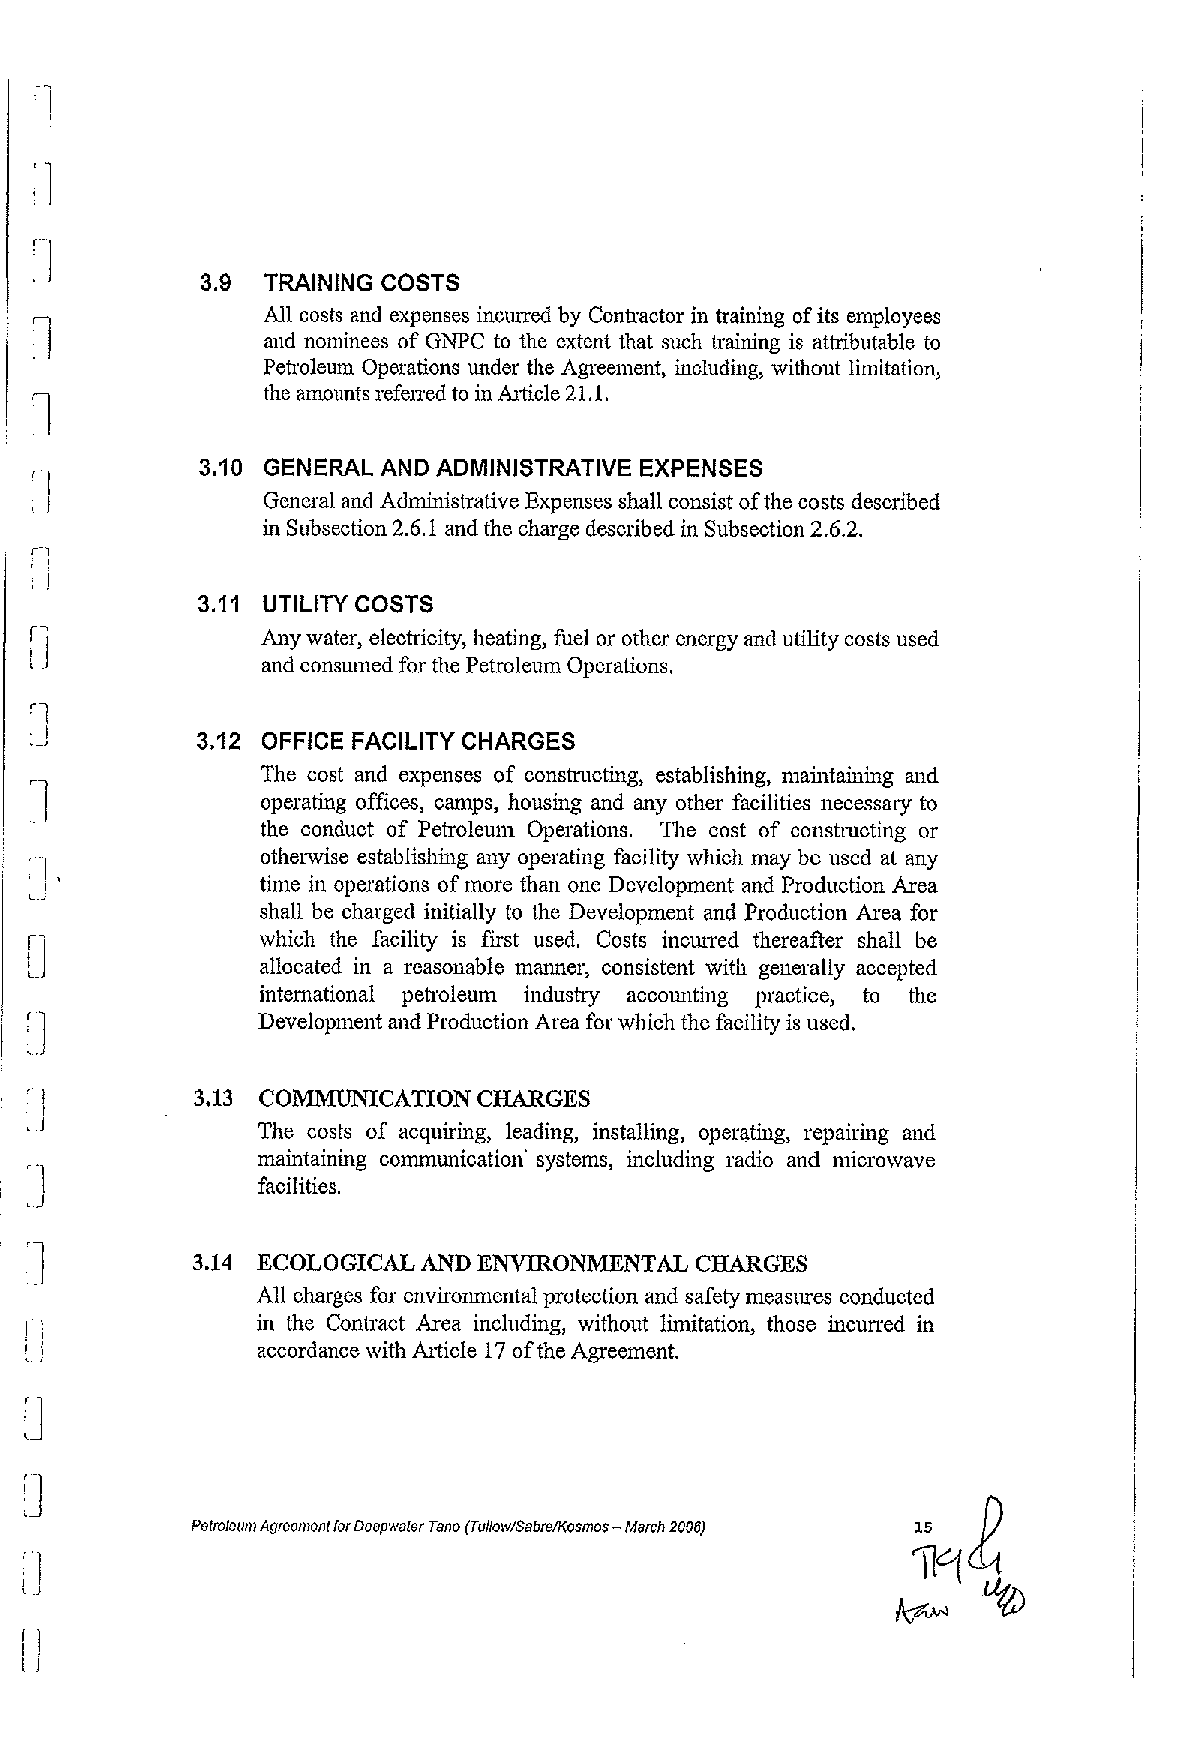 3.9 TRAINING COSTS
All costs and expenses incurred by Contractor in training of its employees
and nominees of GNPC to the extent that such training is attributable to
Petroleum Operations under the Agreement, including, without limitation,
the amounts referred to in Article 21.1.
3.10 GENERAL AND ADMINISTRATIVE EXPENSES
General and Administrative Expenses shall consist of the costs described
in Subsection 2.6.1 and the charge described in Subsection 2.6.2.
3.11 UTILITY COSTS
Any water, electricity, heating, fuel or other energy and utility costs used
and consumed for the Petroleum Operations.
3.12 OFFICE FACILITY CHARGES
The cost and expenses of constructing, establishing, maintaining and
operating offices, camps, housing and any other facilities necessary to
the conduct of Petroleum Operations. The cost of constructing or
otherwise establishing any operating facility which may be used at any
time in operations of more than one Development and Production Area
shall be charged initially to the Development and Production Area for
which the facility is first used. Costs incurred thereafter shall be
allocated in a reasonable manner, consistent with generally accepted
international petroleum industry accounting practice, to the
Development and Production Area for which the facility is used.
3.13 COMMUNICATION CHARGES
The costs of acquiring, leading, installing, operating, repairing and
maintaining communication systems, including radio and microwave
facilities.
3.14 ECOLOGICAL AND ENVIRONMENTAL CHARGES
All charges for environmental protection and safety measures conducted
in the Contract Area including, without limitation, those incurred in
accordance with Article 17 of the Agreement.
Petroleum Agreement for Deepwater Tano (Tullow/Sabre/Kosmos – March 2006) 15